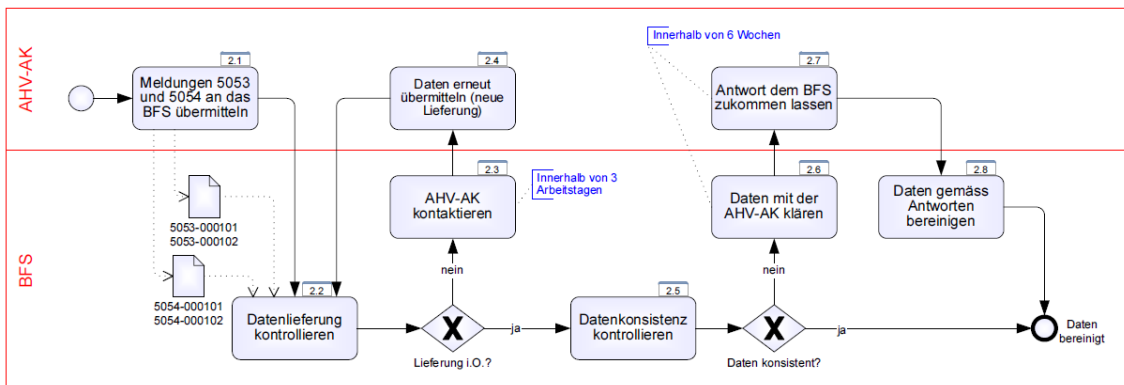 AHV-AK
2.1
Meldungen 5053
und 5054 an das
BFS übermitteln
2.4
Daten erneut
übermitteln (neue
Lieferung)
Innerhalb von 6 Wochen
2.7
Antwort dem BFS
zukommen lassen
BFS
5053-000101
5053-000102
5054-000101
5054-000102
2.3
AHV-AK
kontaktieren
Innerhalb von 3
Arbeitstagen
2.6
Daten mit der
AHV-AK klären
2.8
Daten gemäss
Antworten
bereinigen
nein
nein
2.2
Datenlieferung
kontrollieren
X
Lieferung i.O.?
ja
2.5
Datenkonsistenz
kontrollieren
X
Daten konsistent?
ja
Daten
bereinigt